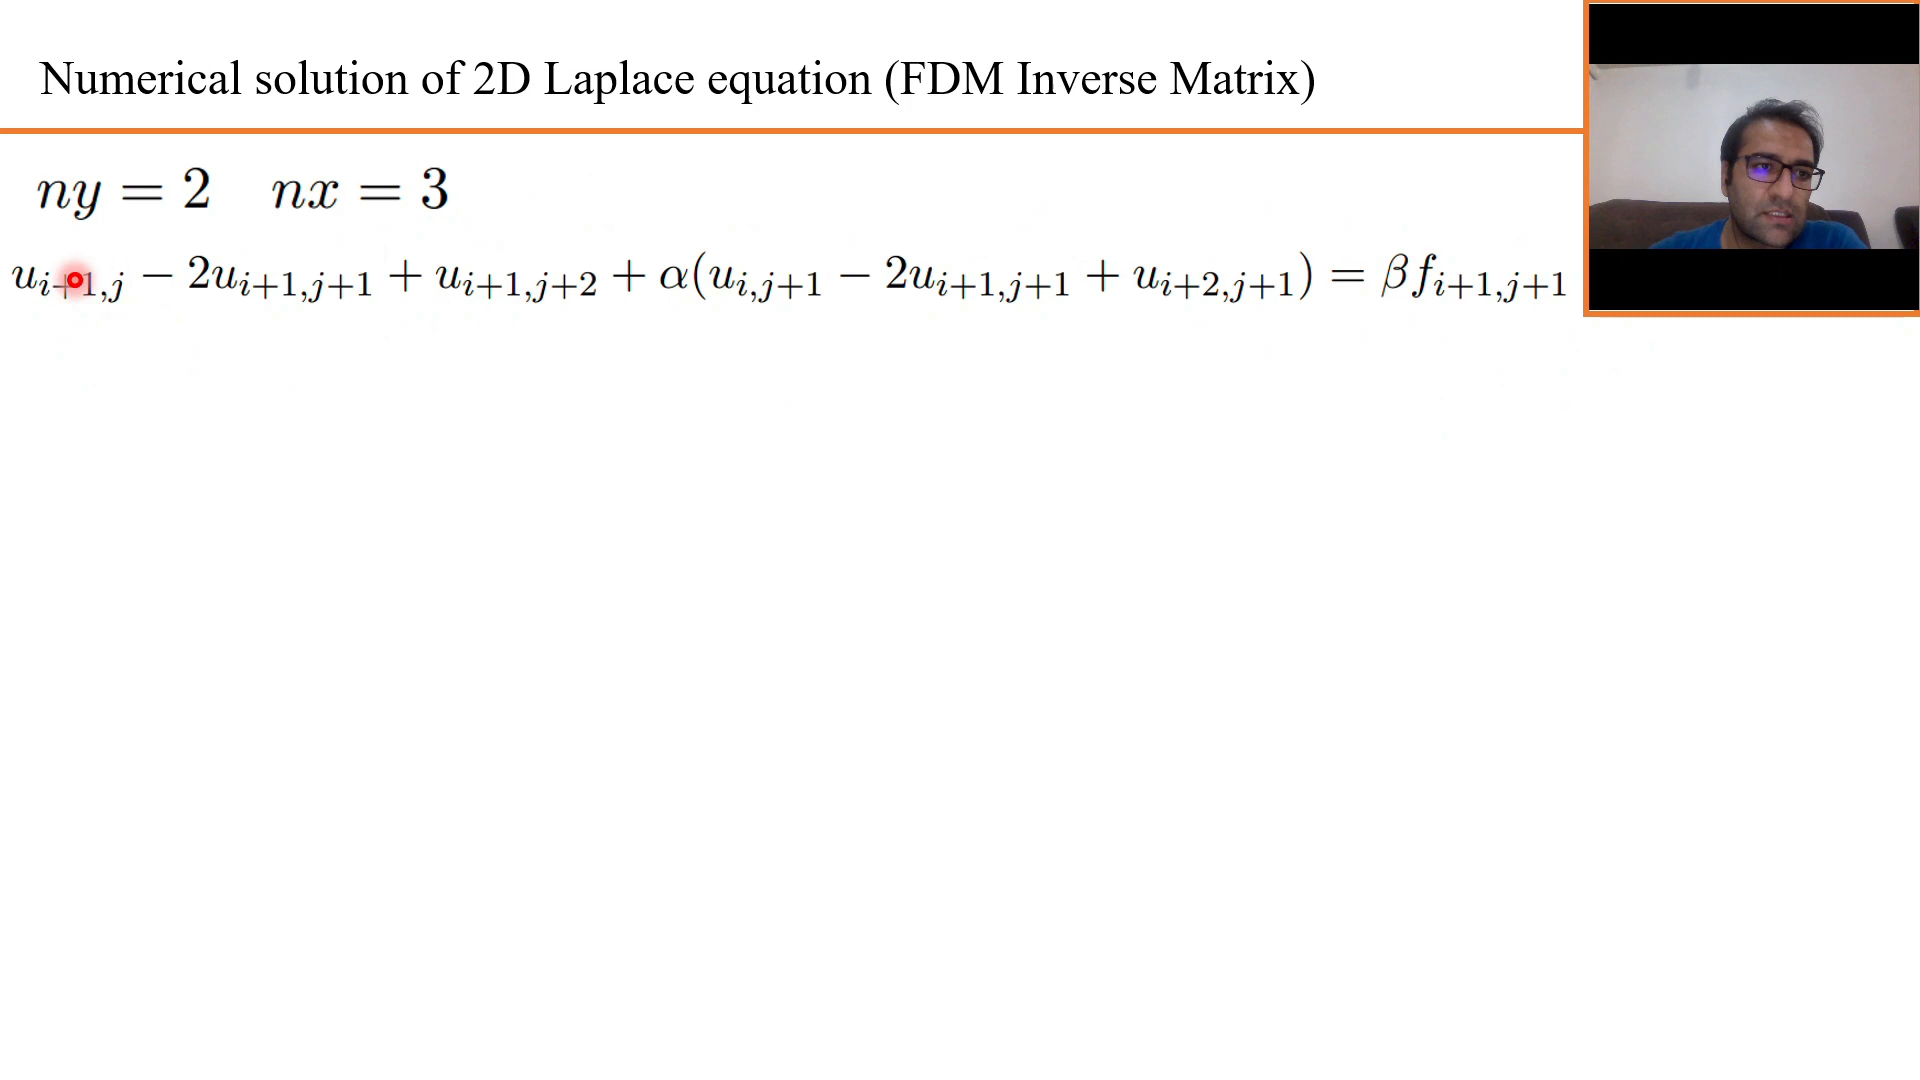 Numerical solution of 2D Laplace equation (FDM Inverse Matrix)
ny = 2 nx = 3
u_{i+1,j} − 2u_{i+1,j+1} + u_{i+1,j+2} + α(u_{i,j+1} − 2u_{i+1,j+1} + u_{i+2,j+1}) = βf_{i+1,j+1}